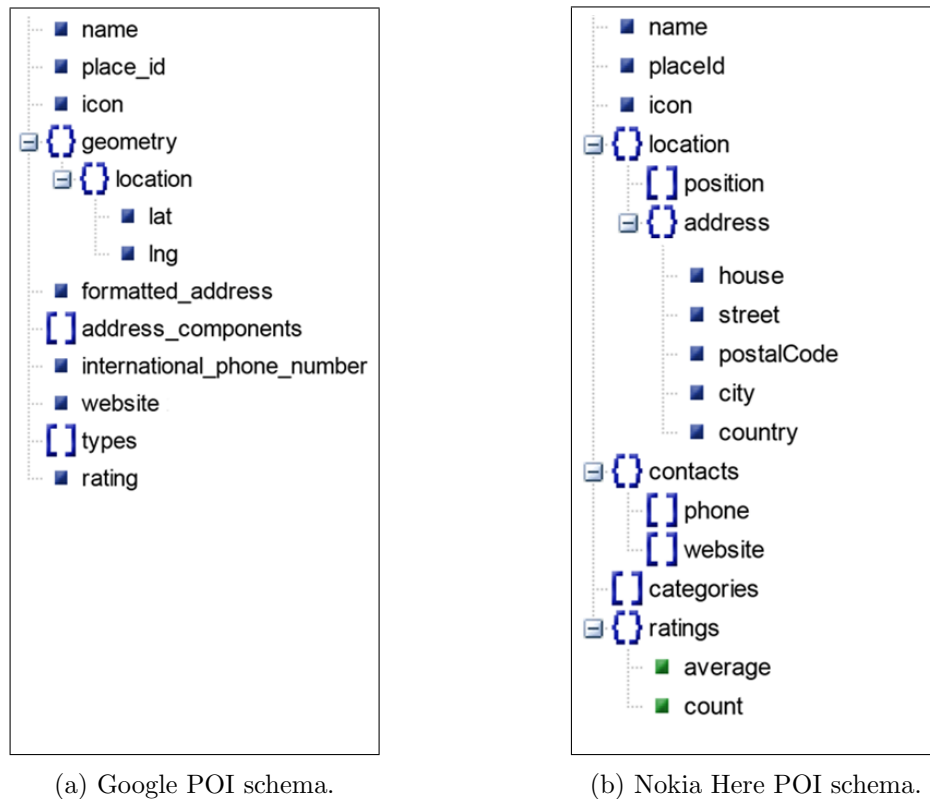 name
place_id
icon
geometry
location
lat
lng
formatted_address
address_components
international_phone_number
website
types
rating
(a) Google POI schema.
name
placeId
icon
location
position
address
house
street
postalCode
city
country
contacts
phone
website
categories
ratings
average
count
(b) Nokia Here POI schema.